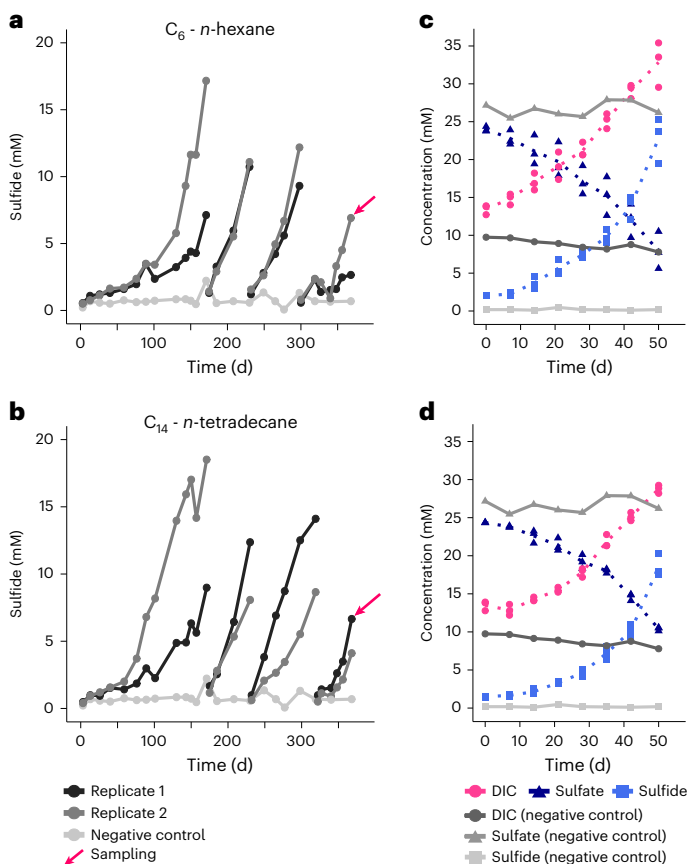 a
C6 - n-hexane
20
15
10
5
0
Sulfide (mM)
0
100
200
300
Time (d)
c
35
30
25
20
15
10
5
0
Concentration (mM)
0 10 20 30 40 50
Time (d)
b
C14 - n-tetradecane
20
15
10
5
0
Sulfide (mM)
0
100
200
300
Time (d)
Replicate 1
Replicate 2
Negative control
Sampling
d
35
30
25
20
15
10
5
0
Concentration (mM)
0 10 20 30 40 50
Time (d)
DIC Sulfate Sulfide
DIC (negative control)
Sulfate (negative control)
Sulfide (negative control)